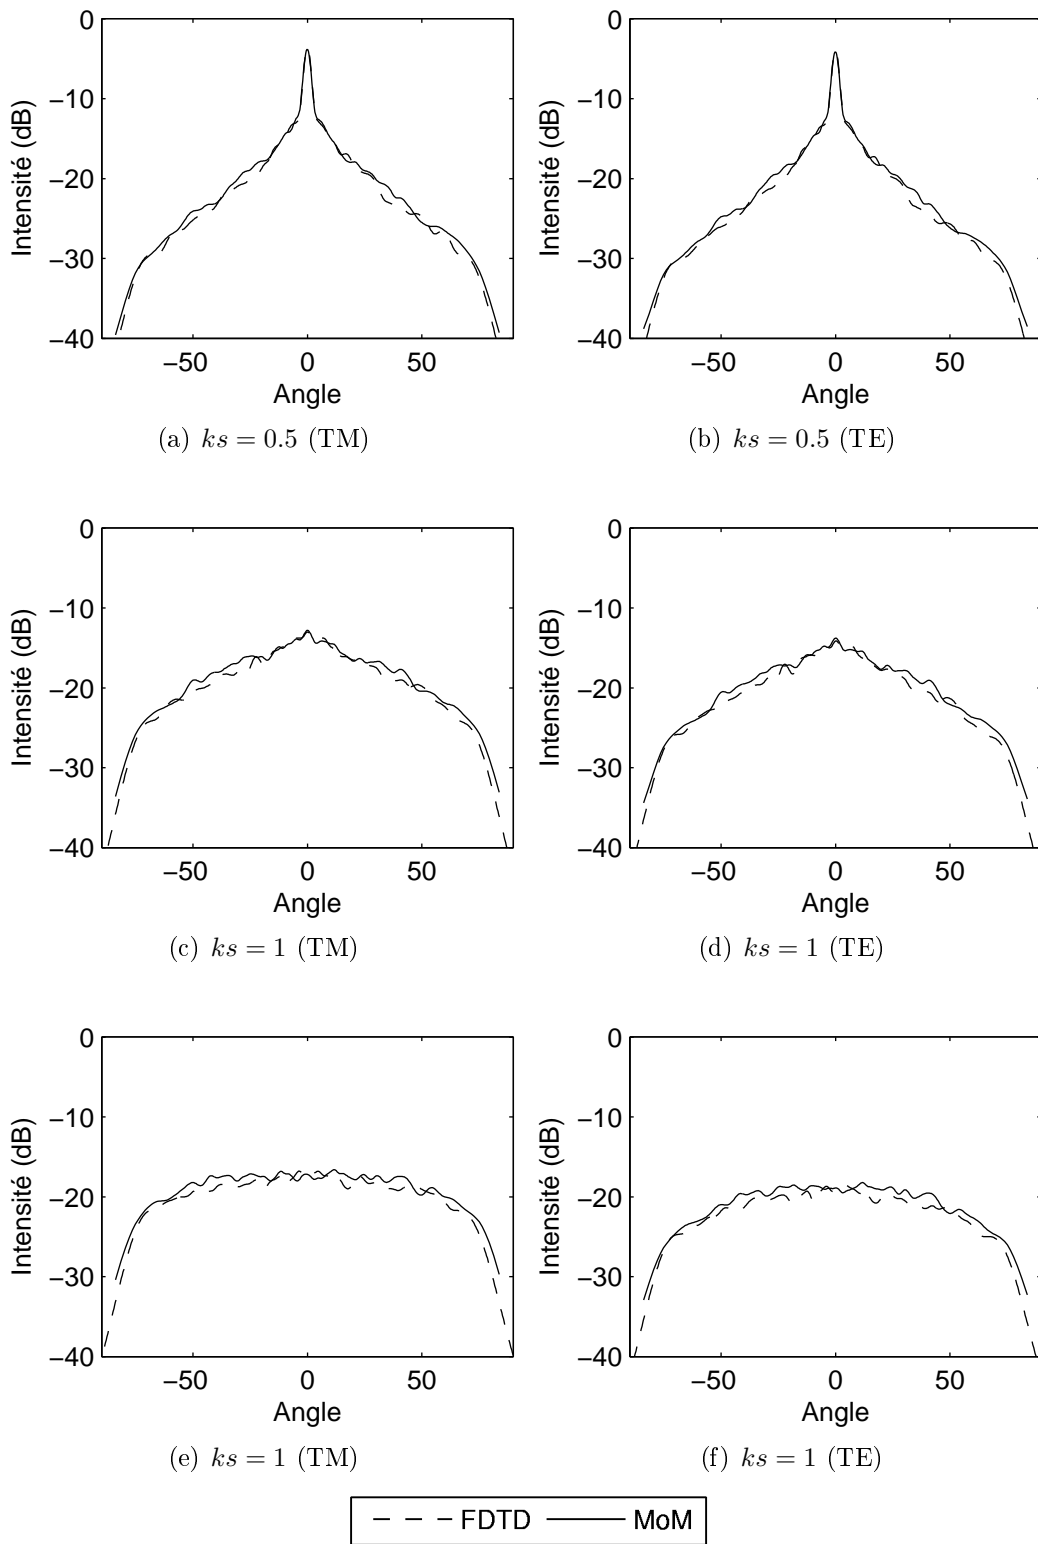 0
−10
−20
−30
−40
Intensité (dB)
−50 0 50
Angle
(a) ks = 0.5 (TM)
0
−10
−20
−30
−40
Intensité (dB)
−50 0 50
Angle
(b) ks = 0.5 (TE)
0
−10
−20
−30
−40
Intensité (dB)
−50 0 50
Angle
(c) ks = 1 (TM)
0
−10
−20
−30
−40
Intensité (dB)
−50 0 50
Angle
(d) ks = 1 (TE)
0
−10
−20
−30
−40
Intensité (dB)
−50 0 50
Angle
(e) ks = 1 (TM)
0
−10
−20
−30
−40
Intensité (dB)
−50 0 50
Angle
(f) ks = 1 (TE)
FDTD MoM